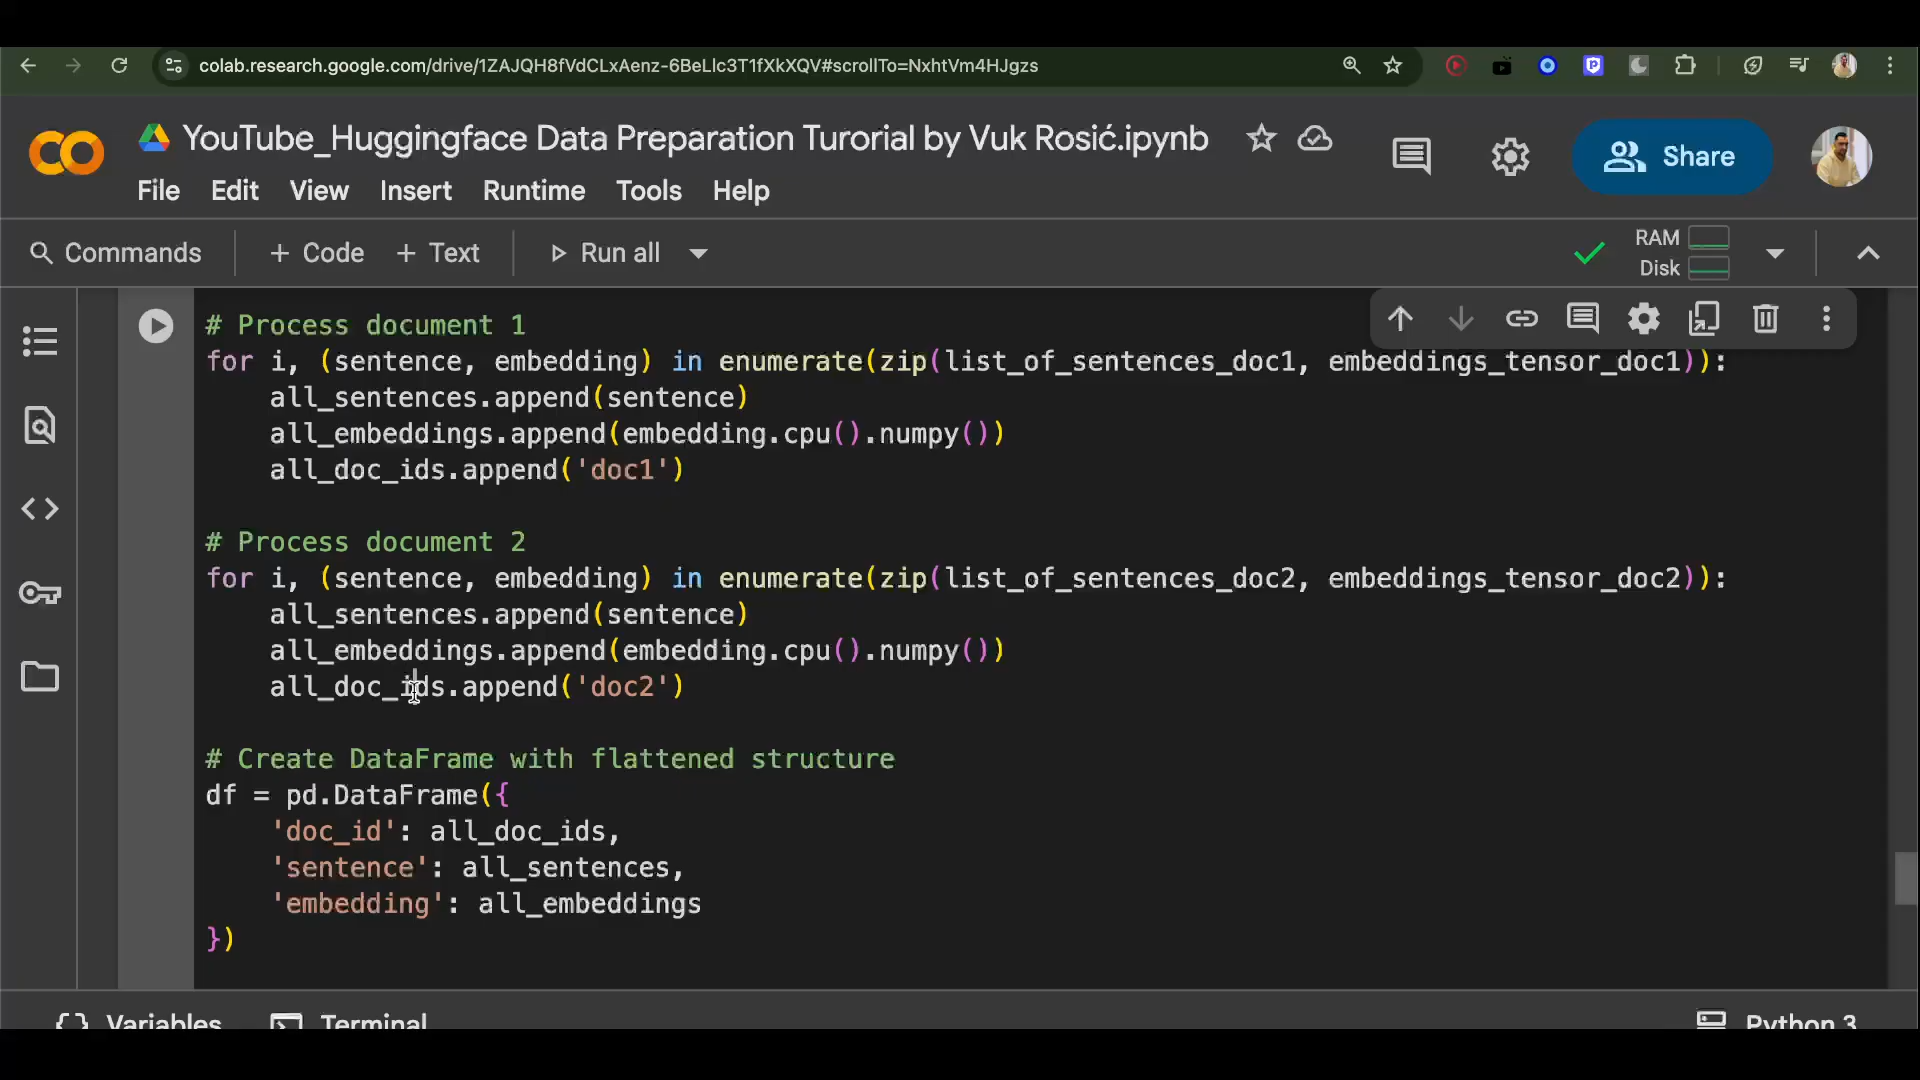 colab.research.google.com/drive/1ZAJQH8fVdCLxAenz-6BeLlc3T1fXkXQV#scrollTo=NxhtVm4HJgzs
YouTube_Huggingface Data Preparation Turorial by Vuk Rosić.ipynb
File Edit View Insert Runtime Tools Help
Share
Commands + Code + Text Run all
RAM
Disk
# Process document 1
for i, (sentence, embedding) in enumerate(zip(list_of_sentences_doc1, embeddings_tensor_doc1)):
    all_sentences.append(sentence)
    all_embeddings.append(embedding.cpu().numpy())
    all_doc_ids.append('doc1')
# Process document 2
for i, (sentence, embedding) in enumerate(zip(list_of_sentences_doc2, embeddings_tensor_doc2)):
    all_sentences.append(sentence)
    all_embeddings.append(embedding.cpu().numpy())
    all_doc_ids.append('doc2')
# Create DataFrame with flattened structure
df = pd.DataFrame({
    'doc_id': all_doc_ids,
    'sentence': all_sentences,
    'embedding': all_embeddings
})
Variables Terminal Python 3